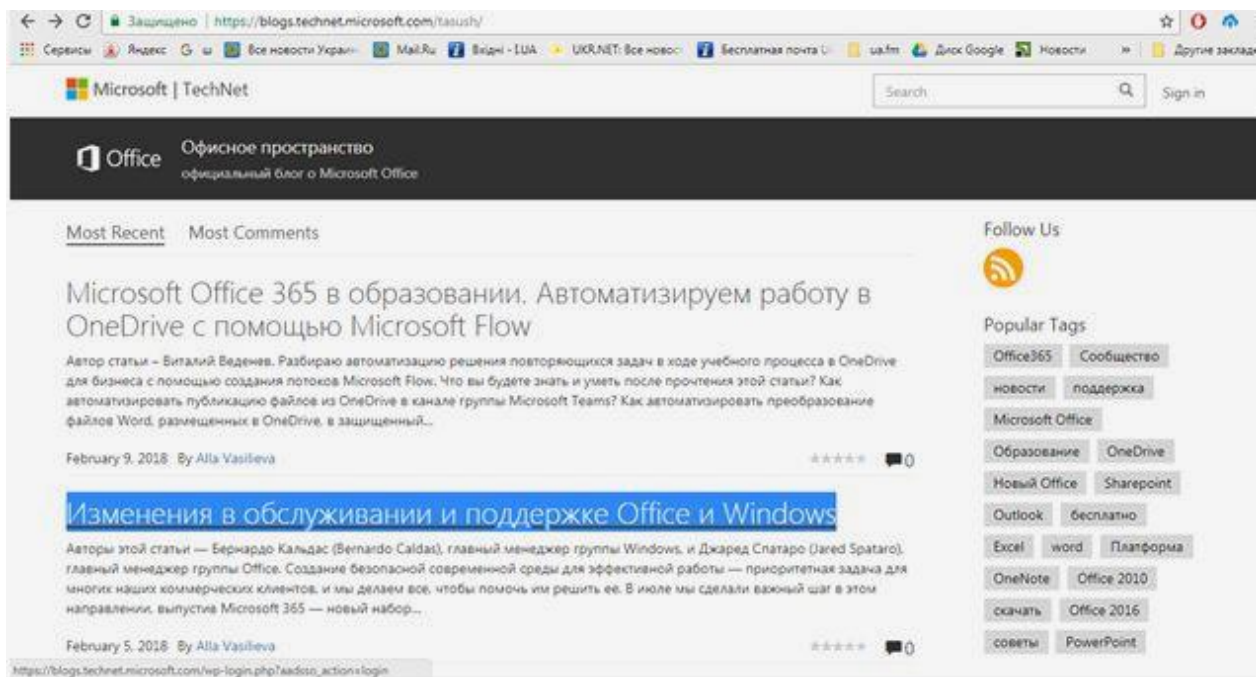 Защищено | https://blogs.technet.microsoft.com/tasush/
Сервисы Яндекс G Все новости Украин Mail.Ru Вхідні - I.UA UKR.NET: Все новос Бесплатная почта U ua.fm Диск Google Новости » Другие заклад
Microsoft | TechNet
Search
Sign in
Office
Офисное пространство
официальный блог о Microsoft Office
Most Recent Most Comments
Microsoft Office 365 в образовании. Автоматизируем работу в
OneDrive с помощью Microsoft Flow
Автор статьи – Виталий Веденев. Разбираю автоматизацию решения повторяющихся задач в ходе учебного процесса в OneDrive
для бизнеса с помощью создания потоков Microsoft Flow. Что вы будете знать и уметь после прочтения этой статьи? Как
автоматизировать публикацию файлов из OneDrive в канале группы Microsoft Teams? Как автоматизировать преобразование
файлов Word, размещенных в OneDrive, в защищенный...
February 9, 2018 By Alla Vasilieva
0
Изменения в обслуживании и поддержке Office и Windows
Авторы этой статьи — Бернардо Кальдас (Bernardo Caldas), главный менеджер группы Windows, и Джаред Спатаро (Jared Spataro),
главный менеджер группы Office. Создание безопасной современной среды для эффективной работы — приоритетная задача для
многих наших коммерческих клиентов, и мы делаем все, чтобы помочь им решить ее. В июле мы сделали важный шаг в этом
направлении, выпустив Microsoft 365 — новый набор...
February 5, 2018 By Alla Vasilieva
0
Follow Us
Popular Tags
Office365 Сообщество
новости поддержка
Microsoft Office
Образование OneDrive
Новый Office Sharepoint
Outlook бесплатно
Excel word Платформа
OneNote Office 2010
скачать Office 2016
советы PowerPoint
https://blogs.technet.microsoft.com/wp-login.php?aadsso_action=login